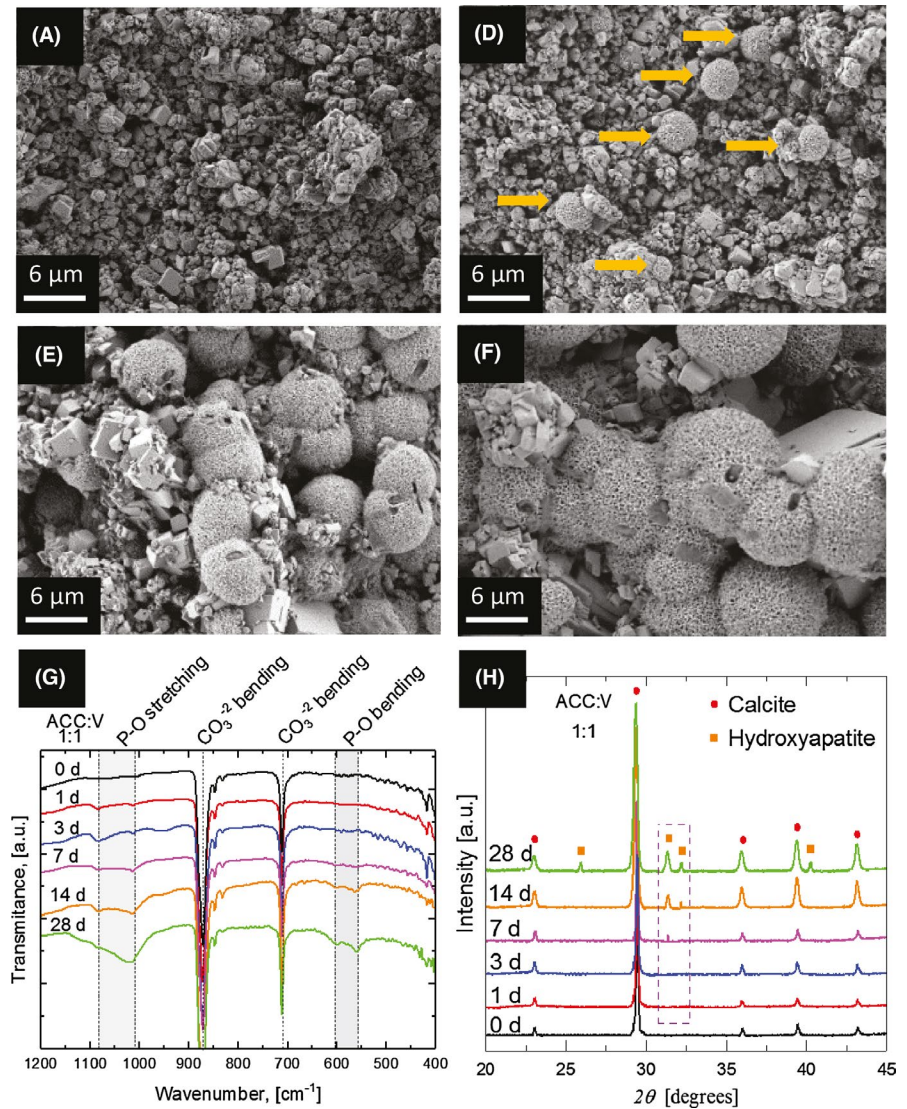 (A)
6 μm
(D)
6 μm
(E)
6 μm
(F)
6 μm
(G)
P-O stretching
CO₃⁻² bending
CO₃⁻² bending
P-O bending
ACC:V
1:1
0 d
1 d
3 d
7 d
14 d
28 d
Transmitance, [a.u.]
1200 1100 1000 900 800 700 600 500 400
Wavenumber, [cm⁻¹]
(H)
ACC:V
1:1
Calcite
Hydroxyapatite
28 d
14 d
7 d
3 d
1 d
0 d
Intensity [a.u.]
20 25 30 35 40 45
2θ [degrees]